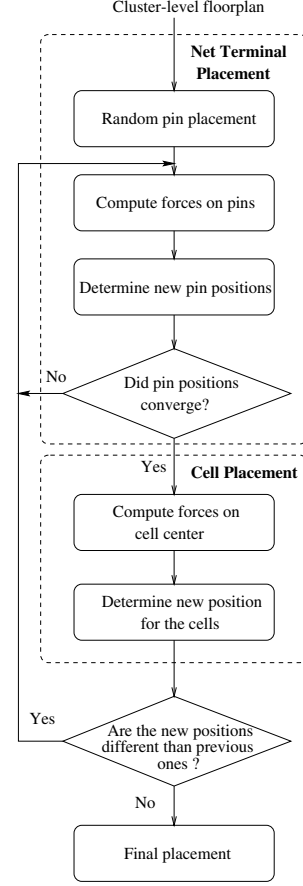 Cluster-level floorplan
Net Terminal
Placement
Random pin placement
Compute forces on pins
Determine new pin positions
Did pin positions
converge?
No
Yes
Cell Placement
Compute forces on
cell center
Determine new position
for the cells
Are the new positions
different than previous
ones ?
Yes
No
Final placement